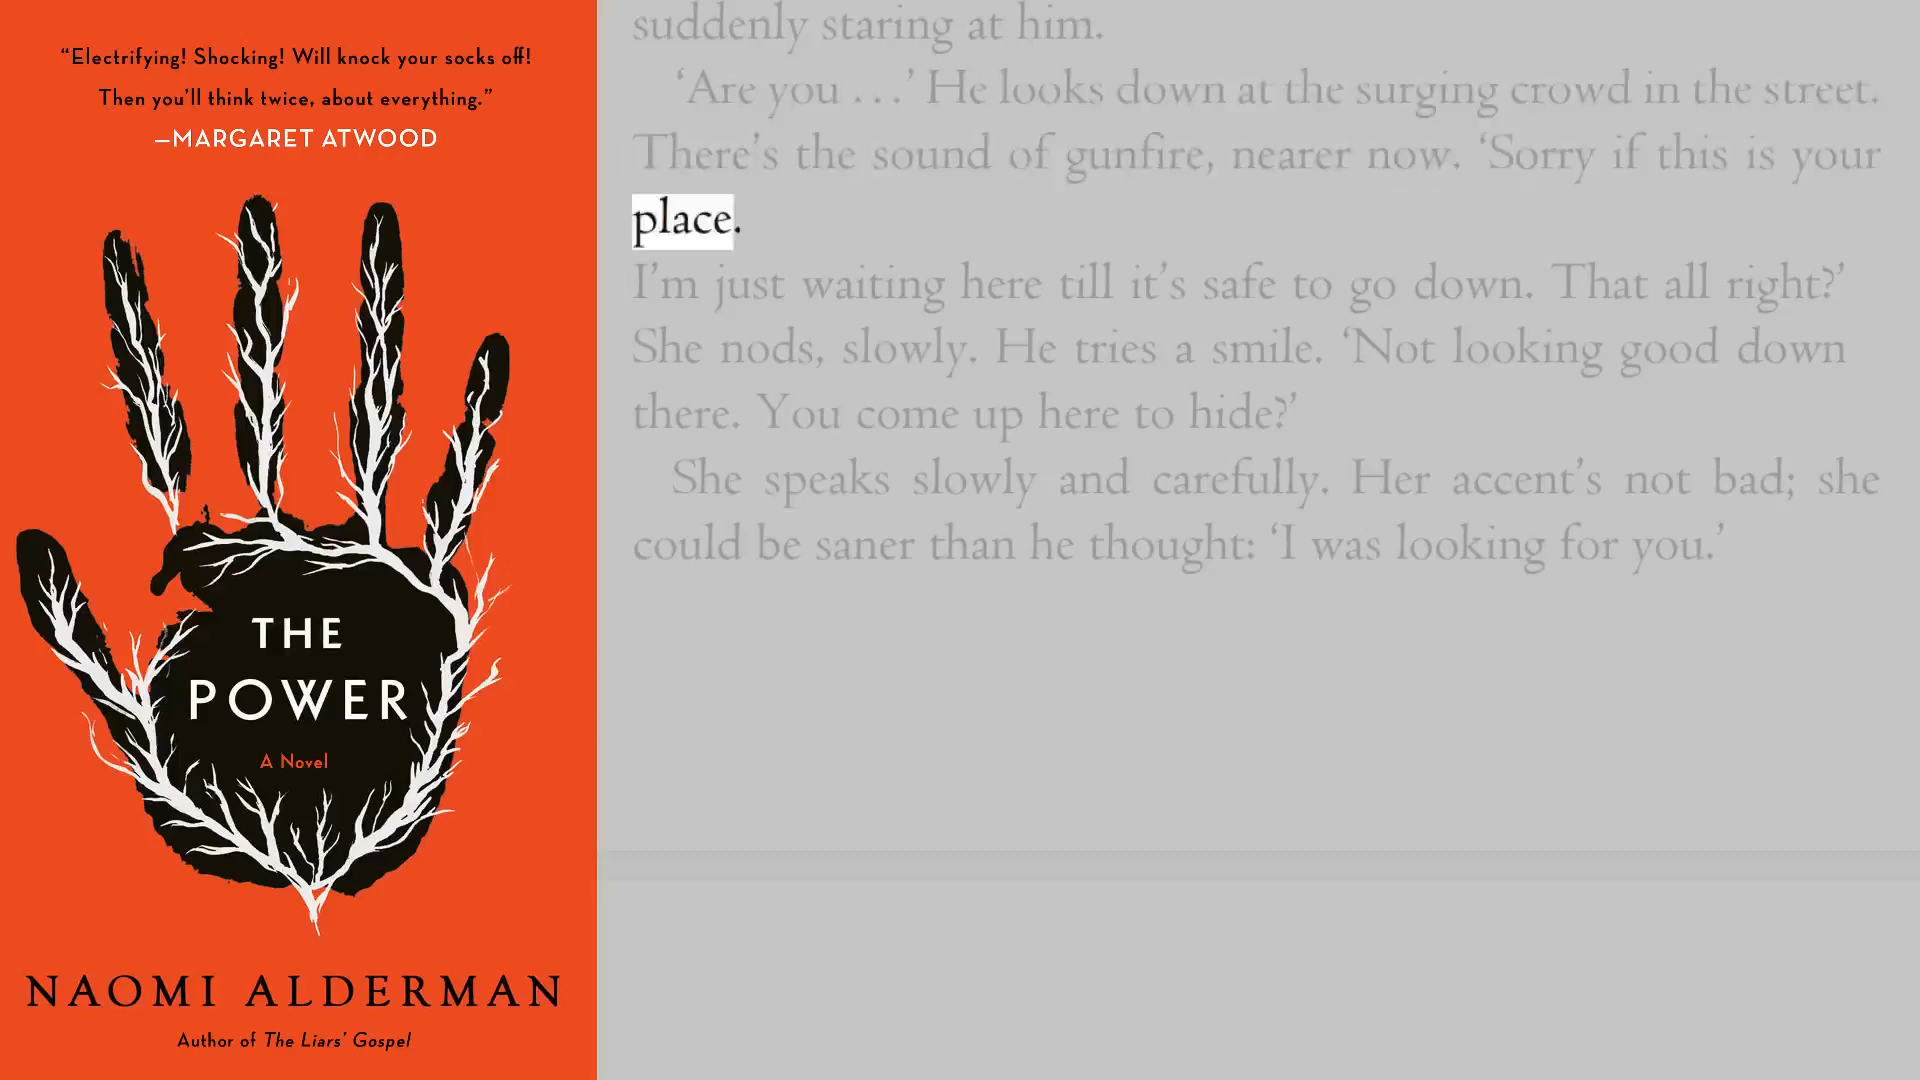 “Electrifying! Shocking! Will knock your socks off!
Then you’ll think twice, about everything.”
—MARGARET ATWOOD
THE
POWER
A Novel
NAOMI ALDERMAN
Author of The Liars’ Gospel
suddenly staring at him.
‘Are you . . .’ He looks down at the surging crowd in the street.
There’s the sound of gunfire, nearer now. ‘Sorry if this is your
place.
I’m just waiting here till it’s safe to go down. That all right?’
She nods, slowly. He tries a smile. ‘Not looking good down
there. You come up here to hide?’
She speaks slowly and carefully. Her accent’s not bad; she
could be saner than he thought: ‘I was looking for you.’